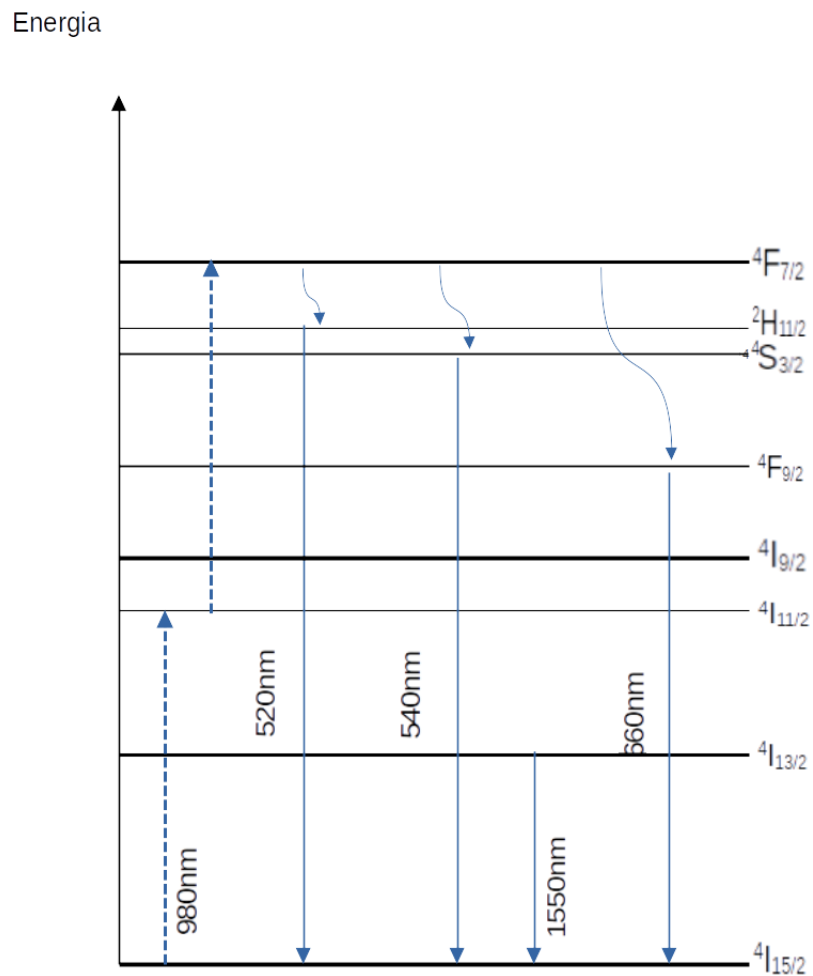 Energia
⁴F₇/₂
²H₁₁/₂
⁴S₃/₂
⁴F₉/₂
⁴I₉/₂
⁴I₁₁/₂
520nm
540nm
660nm
⁴I₁₃/₂
980nm
1550nm
⁴I₁₅/₂